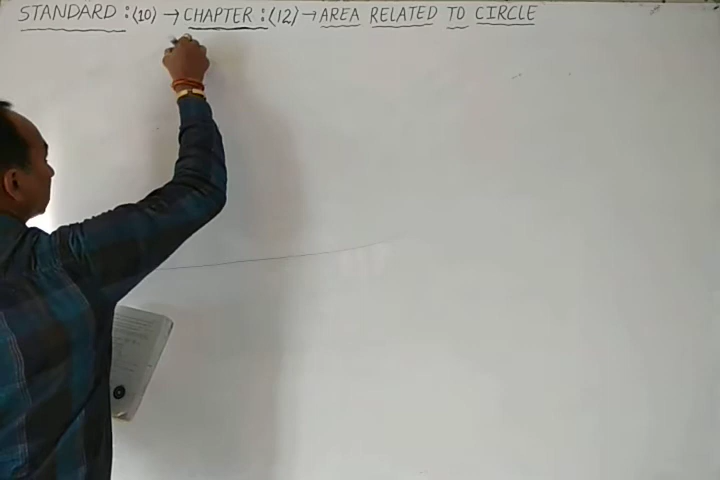 STANDARD :(10) → CHAPTER :(12) → AREA RELATED TO CIRCLE